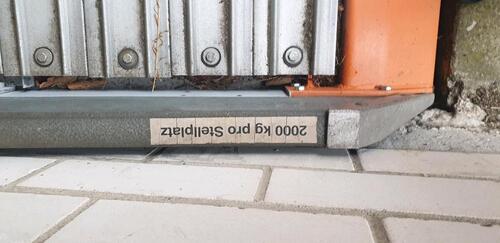 2000 kg pro Stellplatz